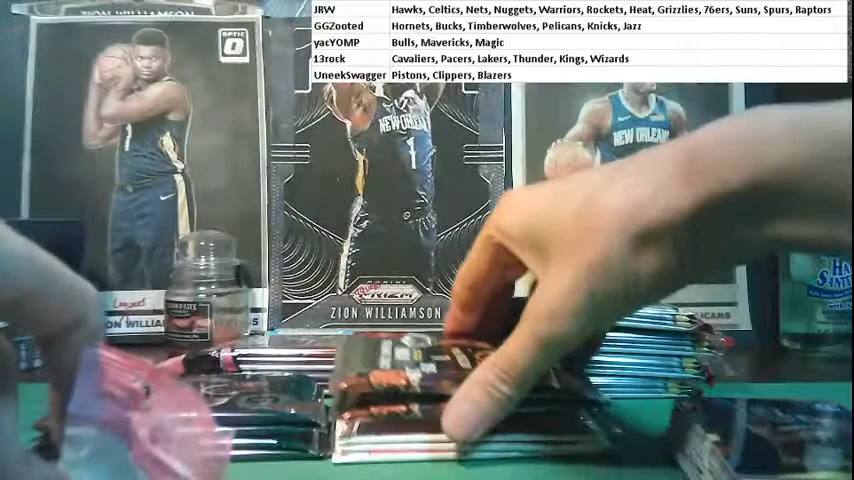 JRW Hawks, Celtics, Nets, Nuggets, Warriors, Rockets, Heat, Grizzlies, 76ers, Suns, Spurs, Raptors
GGZooted Hornets, Bucks, Timberwolves, Pelicans, Knicks, Jazz
yacYOMP Bulls, Mavericks, Magic
13rock Cavaliers, Pacers, Lakers, Thunder, Kings, Wizards
UneekSwagger Pistons, Clippers, Blazers
ZION WILLIAMSON
OPTIC
NEW ORLEANS
1
NEW ORLEANS
PRIZM
ZION WILLIAMSON